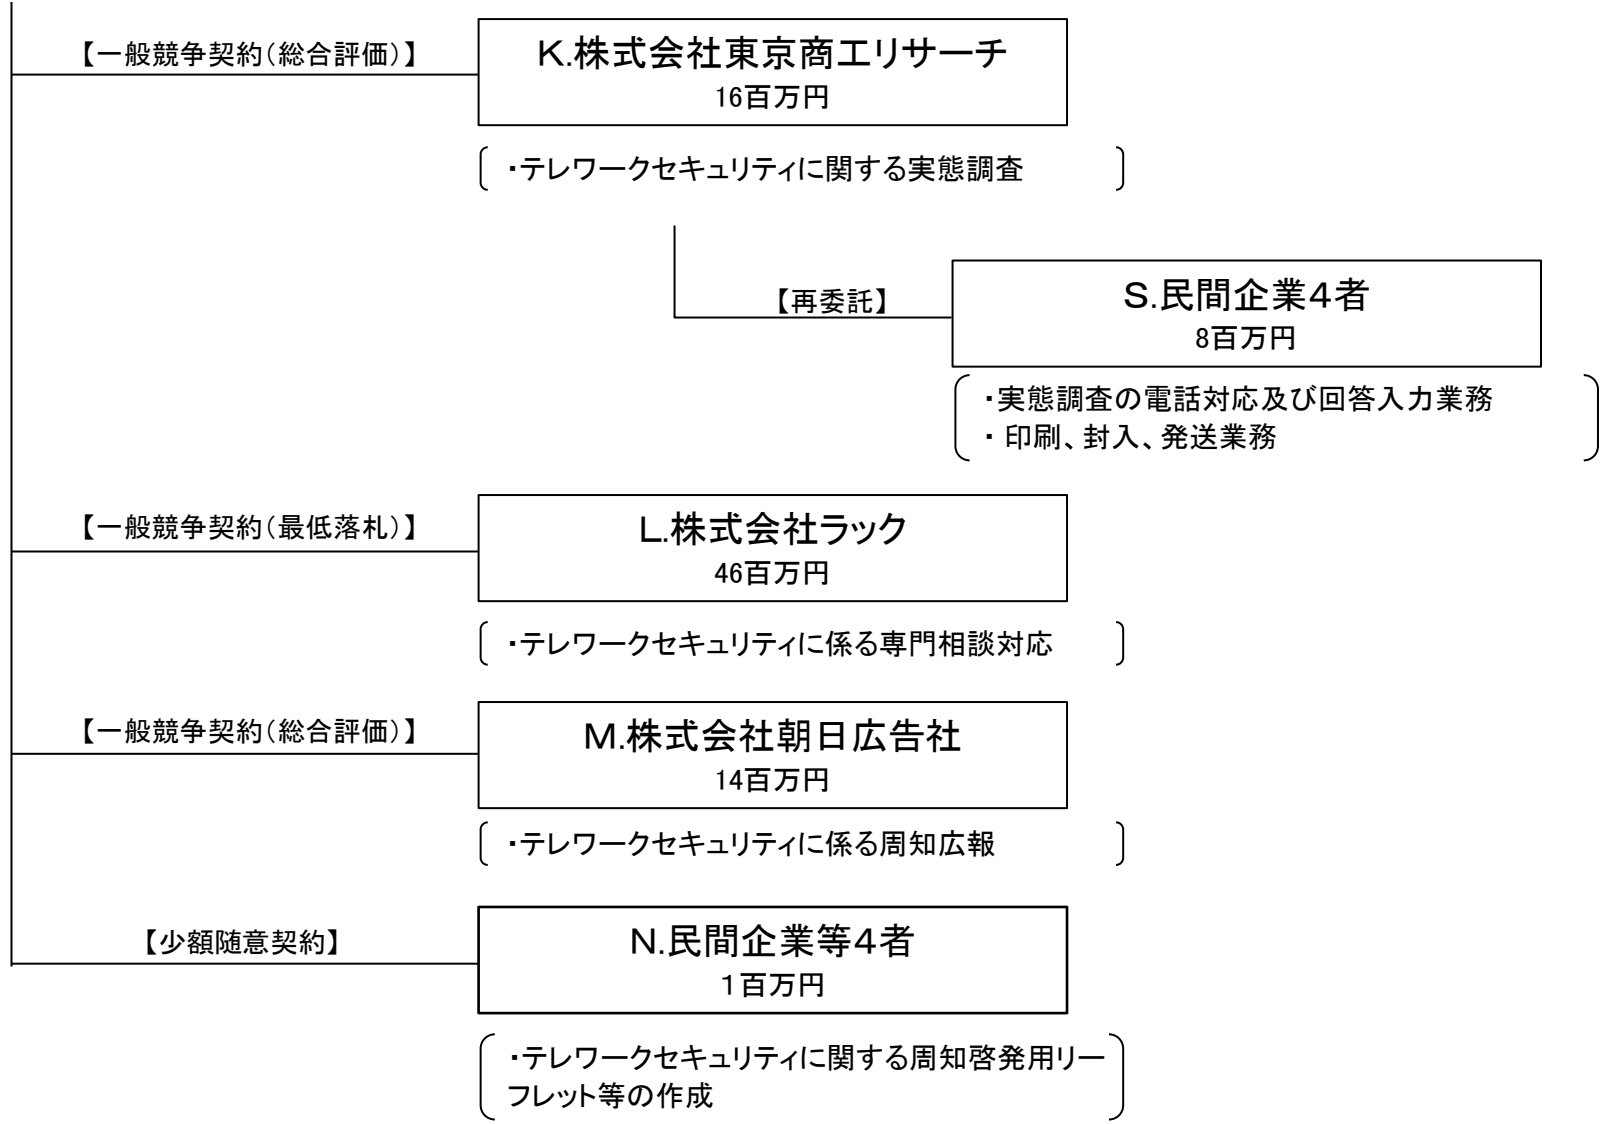 【一般競争契約（総合評価）】
Ｋ.株式会社東京商工リサーチ
16百万円
・テレワークセキュリティに関する実態調査
【再委託】
Ｓ.民間企業４者
8百万円
・実態調査の電話対応及び回答入力業務
・ 印刷、封入、発送業務
【一般競争契約（最低落札）】
Ｌ.株式会社ラック
46百万円
・テレワークセキュリティに係る専門相談対応
【一般競争契約（総合評価）】
Ｍ.株式会社朝日広告社
14百万円
・テレワークセキュリティに係る周知広報
【少額随意契約】
Ｎ.民間企業等４者
１百万円
・テレワークセキュリティに関する周知啓発用リー
フレット等の作成